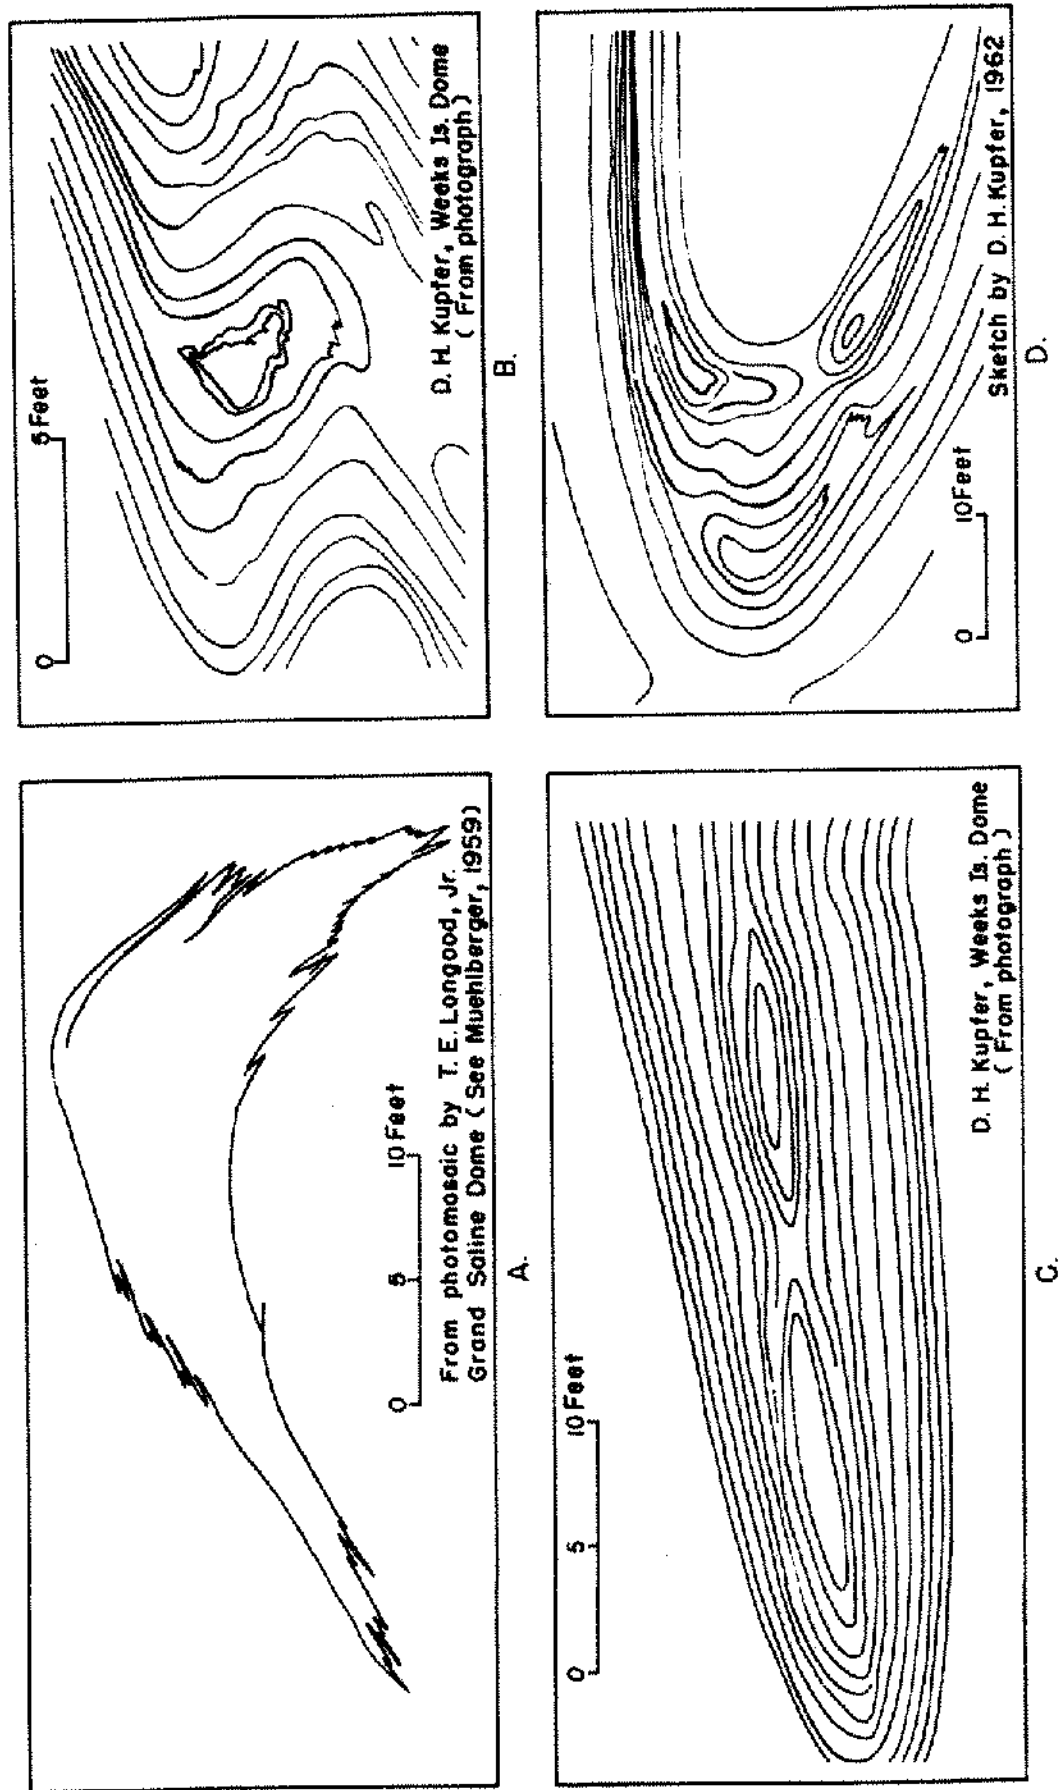 0 5 10 Feet
From photomosaic by T. E. Longood, Jr.
Grand Saline Dome (See Muehlberger, 1959)
A.
0 5 Feet
D. H. Kupfer, Weeks Is. Dome
( From photograph )
B.
0 5 10 Feet
D. H. Kupfer, Weeks Is. Dome
( From photograph )
C.
0 10 Feet
Sketch by D. H. Kupfer, 1962
D.